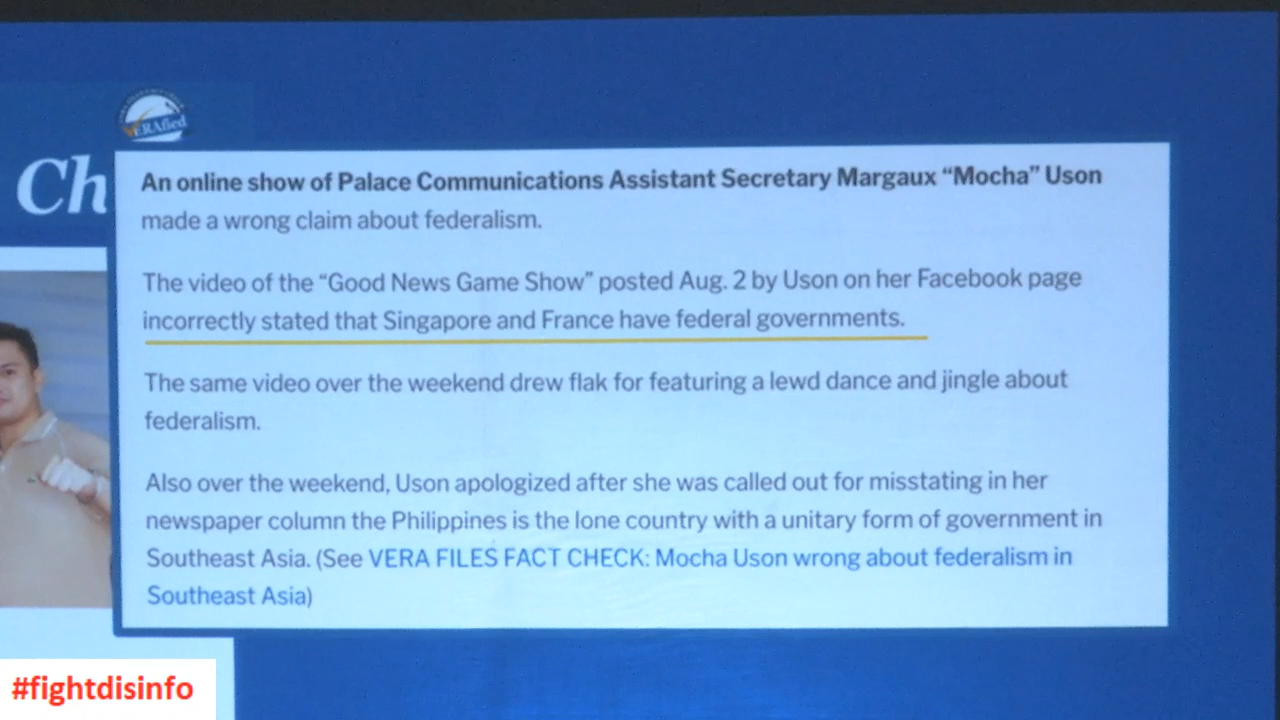 VERAfied
Ch
An online show of Palace Communications Assistant Secretary Margaux “Mocha” Uson
made a wrong claim about federalism.
The video of the “Good News Game Show” posted Aug. 2 by Uson on her Facebook page
incorrectly stated that Singapore and France have federal governments.
The same video over the weekend drew flak for featuring a lewd dance and jingle about
federalism.
Also over the weekend, Uson apologized after she was called out for misstating in her
newspaper column the Philippines is the lone country with a unitary form of government in
Southeast Asia. (See VERA FILES FACT CHECK: Mocha Uson wrong about federalism in
Southeast Asia)
#fightdisinfo